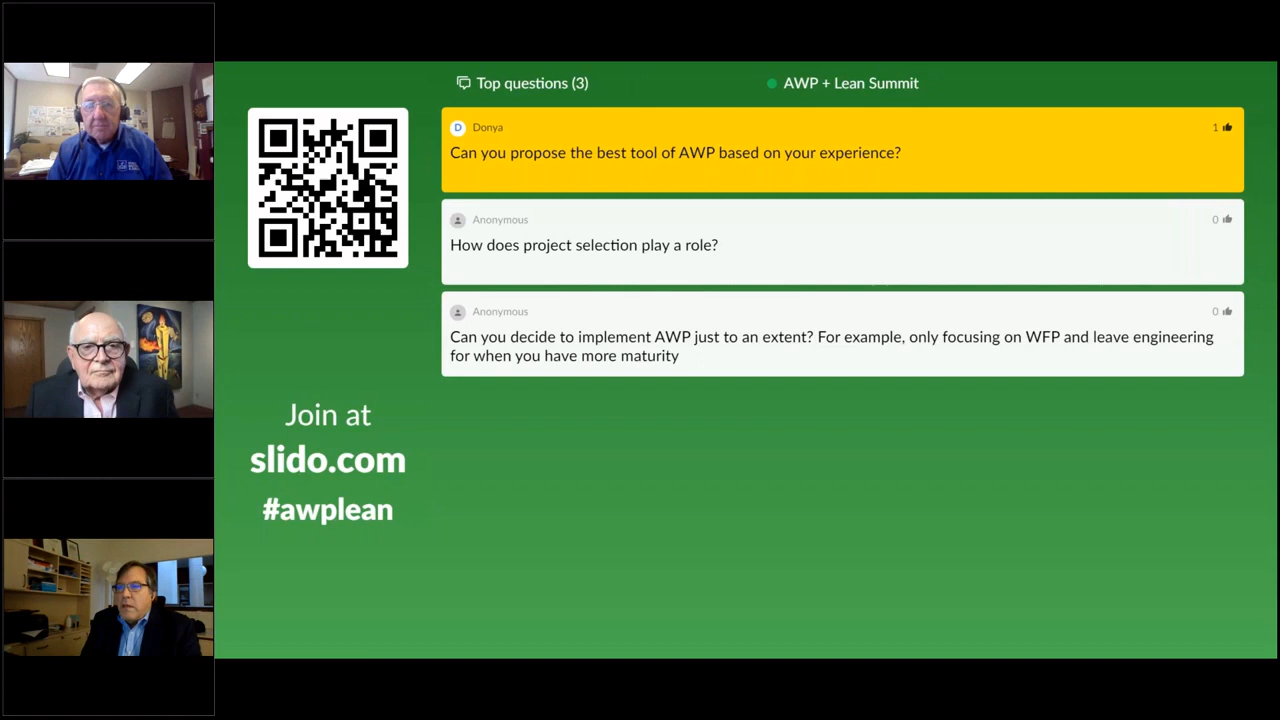 Top questions (3)
AWP + Lean Summit
D
Donya
1
Can you propose the best tool of AWP based on your experience?
Anonymous
0
How does project selection play a role?
Anonymous
0
Can you decide to implement AWP just to an extent? For example, only focusing on WFP and leave engineering
for when you have more maturity
Join at
slido.com
#awplean